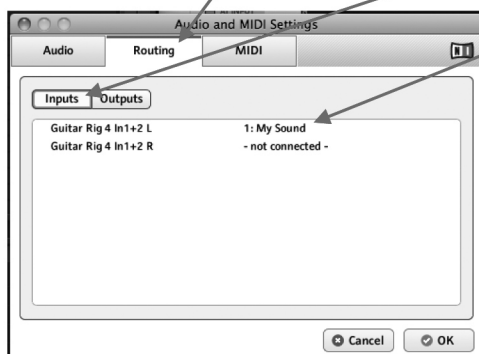 Audio and MIDI Settings
Audio Routing MIDI
Inputs Outputs
Guitar Rig 4 In1+2 L 1: My Sound
Guitar Rig 4 In1+2 R - not connected -
Cancel OK